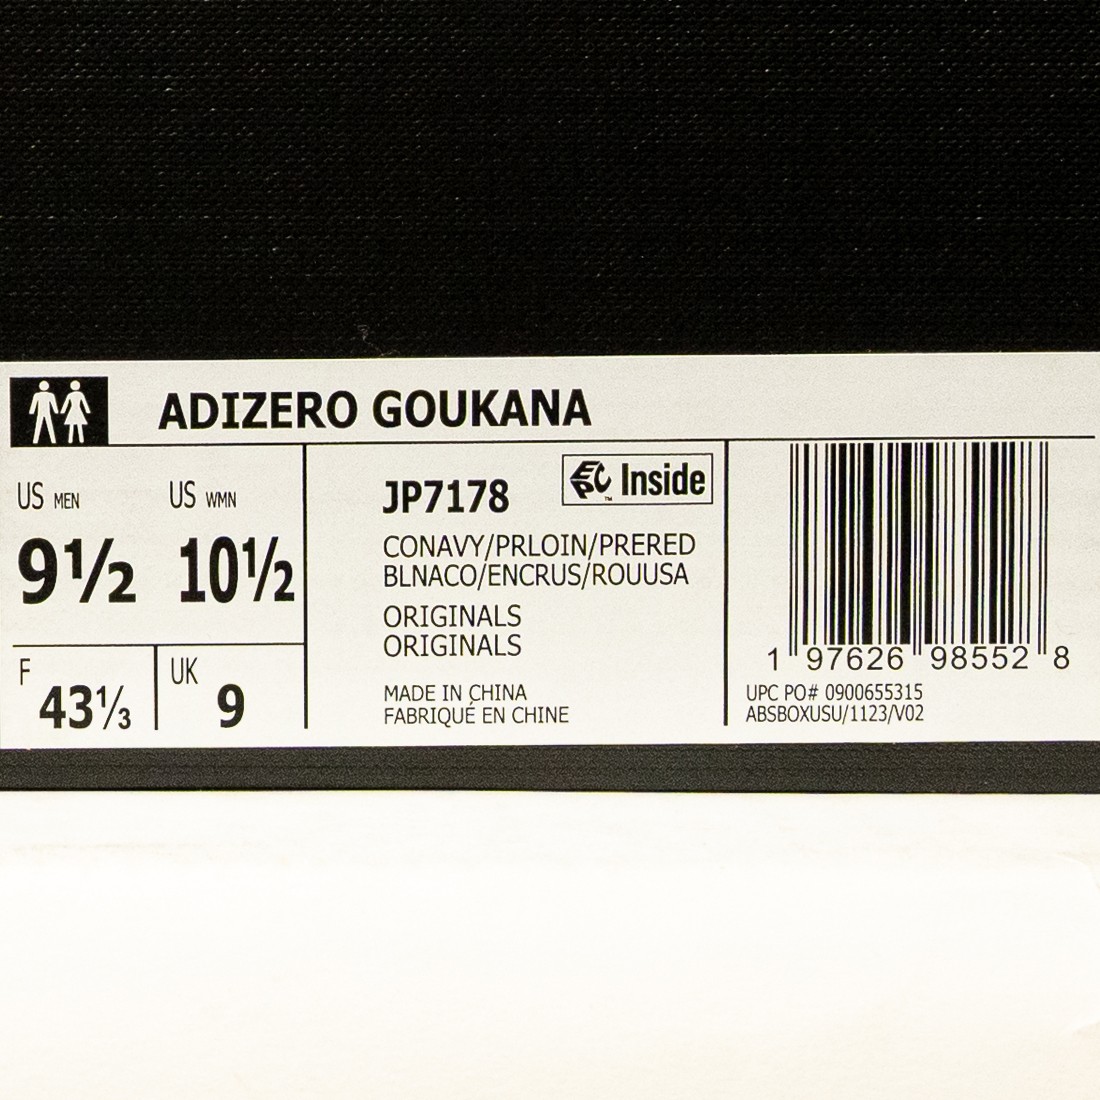 ADIZERO GOUKANA
US MEN US WMN
9½ 10½
F 43⅓
UK 9
JP7178
EPC™ Inside
CONAVY/PRLOIN/PRERED
BLNACO/ENCRUS/ROUUSA
ORIGINALS
ORIGINALS
MADE IN CHINA
FABRIQUÉ EN CHINE
1 97626 98552 8
UPC PO# 0900655315
ABSBOXUSU/1123/V02